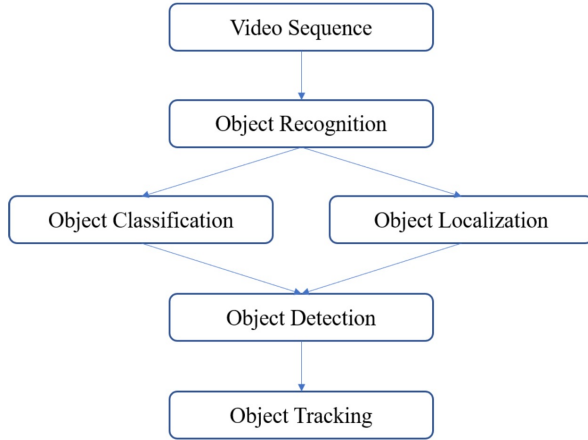 Video Sequence
Object Recognition
Object Classification
Object Localization
Object Detection
Object Tracking